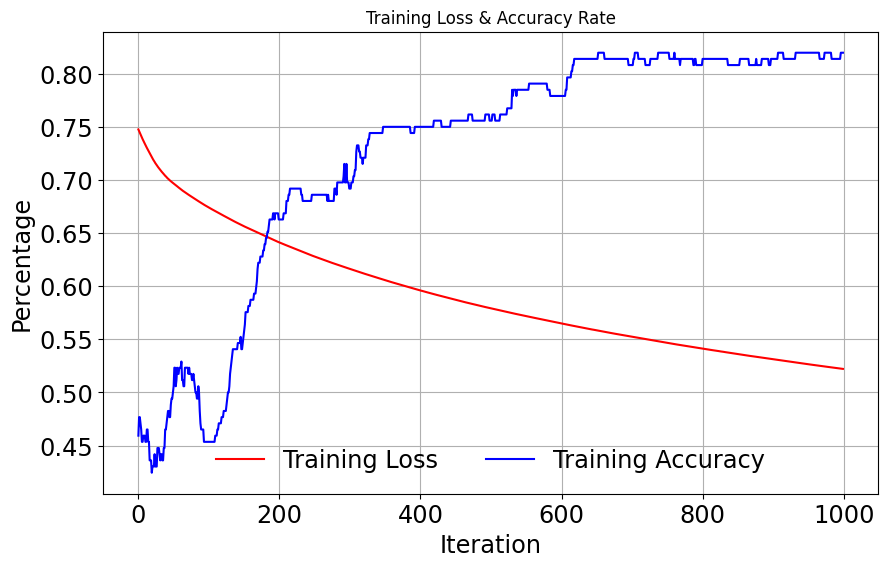 Training Loss & Accuracy Rate
0.80
0.75
0.70
0.65
0.60
0.55
0.50
0.45
Percentage
Training Loss Training Accuracy
0 200 400 600 800 1000
Iteration